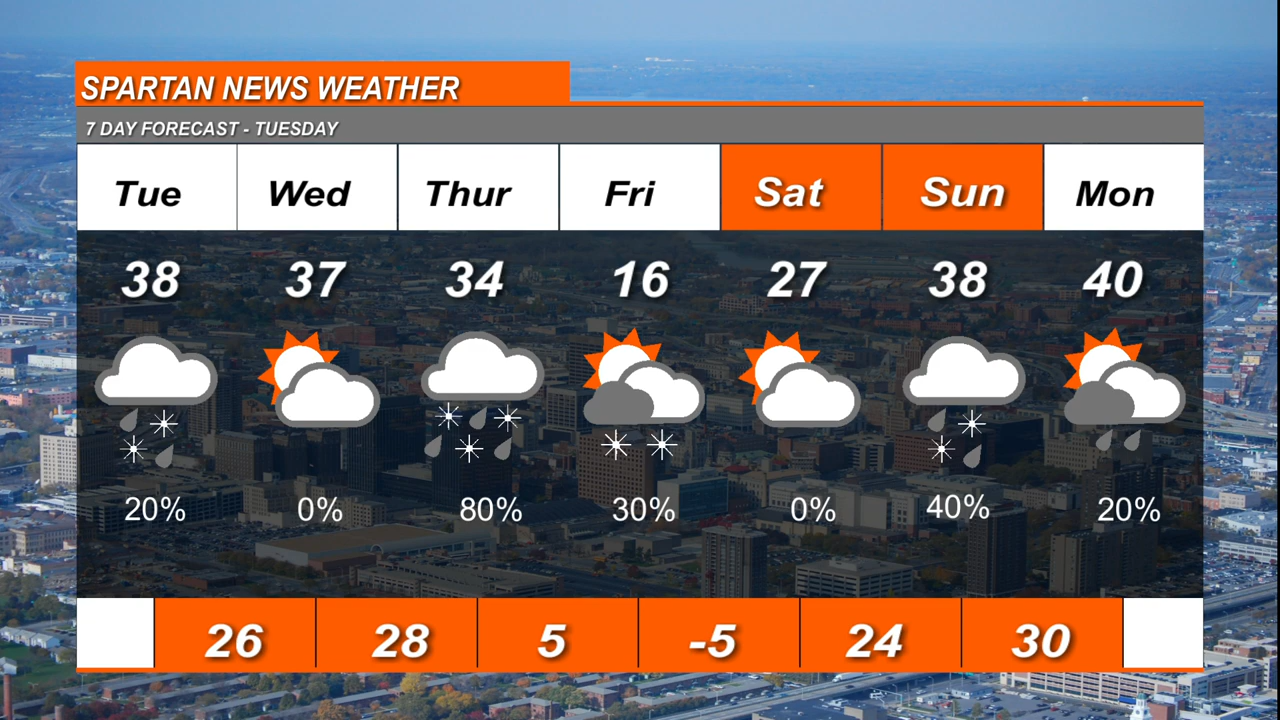 SPARTAN NEWS WEATHER
7 DAY FORECAST - TUESDAY
Tue Wed Thur Fri Sat Sun Mon
38 37 34 16 27 38 40
20% 0% 80% 30% 0% 40% 20%
26 28 5 -5 24 30